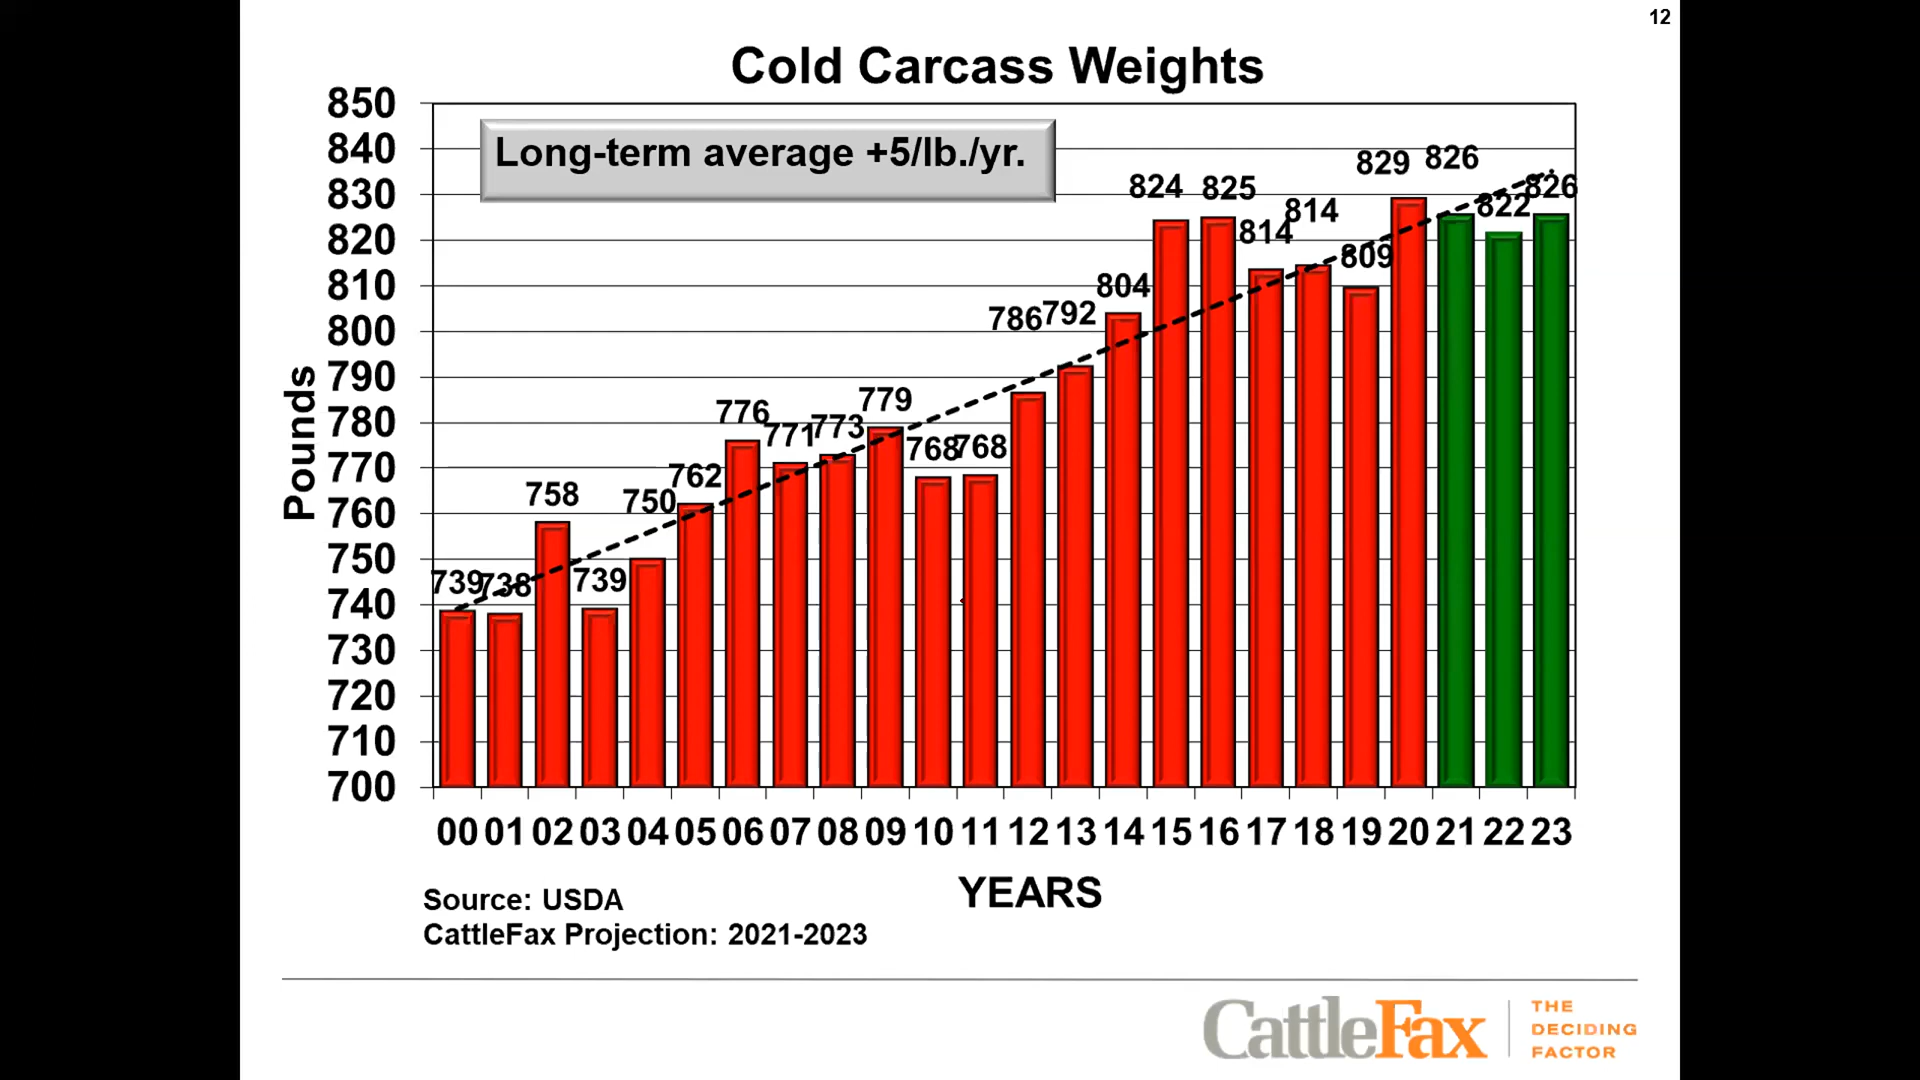 12
Cold Carcass Weights
Long-term average +5/lb./yr.
850
840
830
820
810
800
790
780
770
760
750
740
730
720
710
700
Pounds
739 738 758 739 750 762 776 771 773 779 768 768 786 792 804 824 825 814 814 809 829 826 822 826
00 01 02 03 04 05 06 07 08 09 10 11 12 13 14 15 16 17 18 19 20 21 22 23
YEARS
Source: USDA
CattleFax Projection: 2021-2023
CattleFax
THE
DECIDING
FACTOR